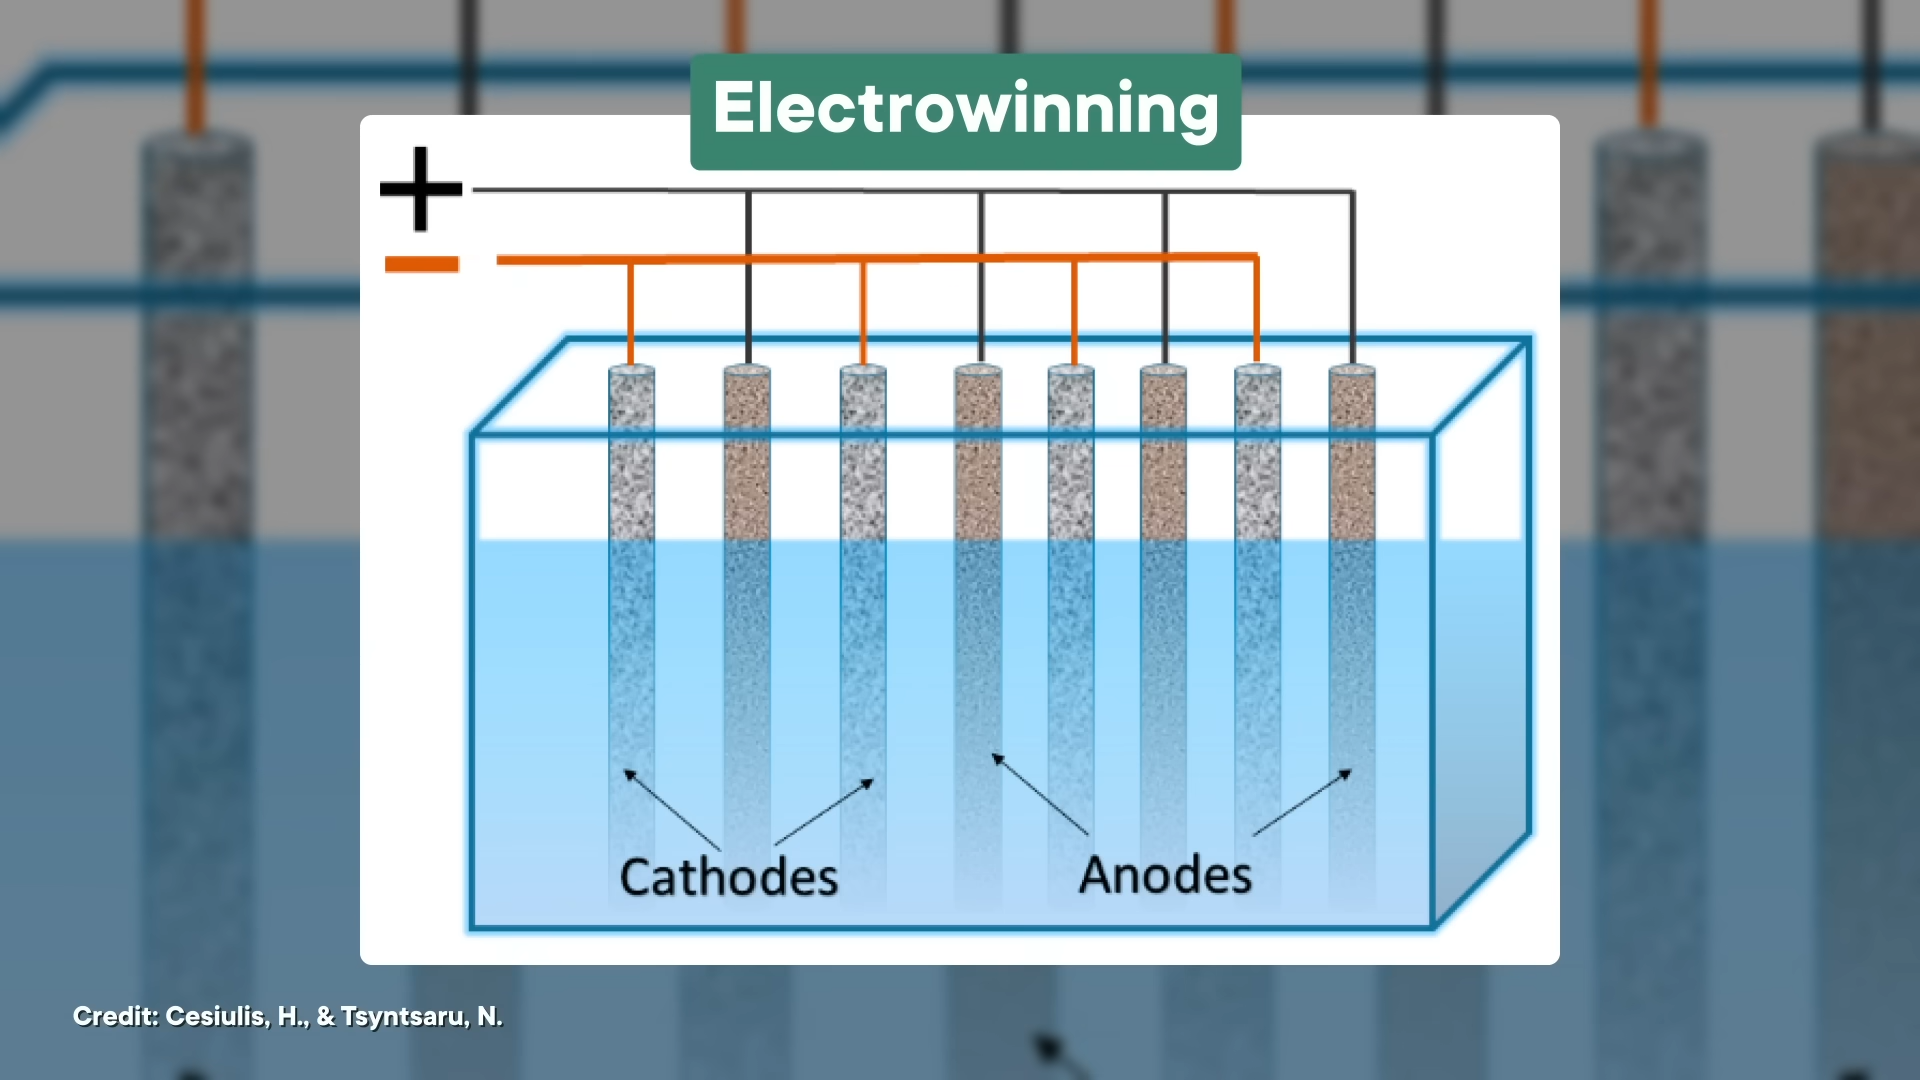 Electrowinning
+
-
Cathodes
Anodes
Credit: Cesiulis, H., & Tsyntsaru, N.